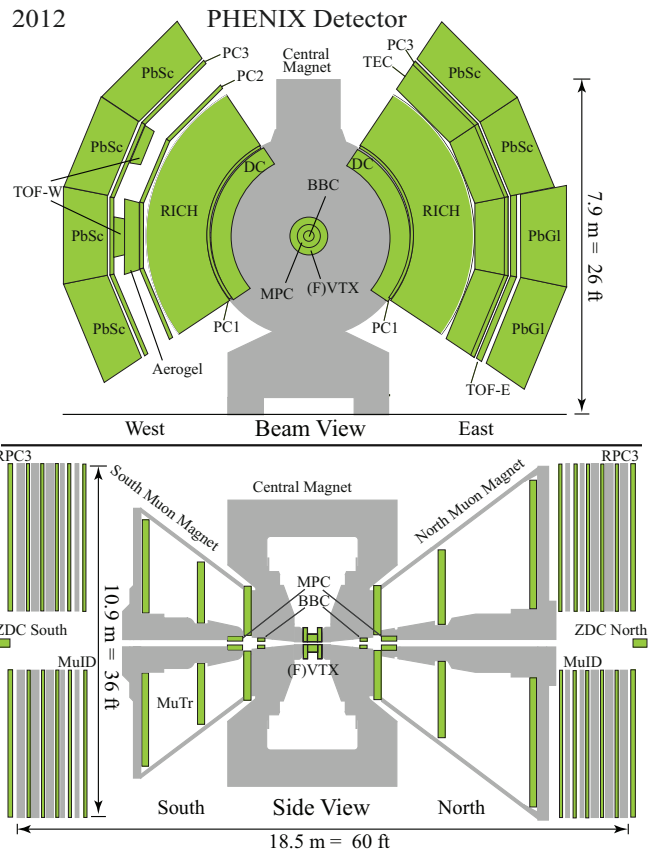 2012
PHENIX Detector
Central
Magnet
PC3
PC2
PC3
TEC
PbSc
PbSc
PbSc
PbSc
DC
DC
BBC
TOF-W
RICH
RICH
PbSc
PbGl
7.9 m = 26 ft
MPC
(F)VTX
PC1
PC1
PbSc
PbGl
Aerogel
TOF-E
West
Beam View
East
RPC3
RPC3
South Muon Magnet
Central Magnet
North Muon Magnet
10.9 m = 36 ft
MPC
BBC
ZDC South
ZDC North
MuID
(F)VTX
MuID
MuTr
South
Side View
North
18.5 m = 60 ft